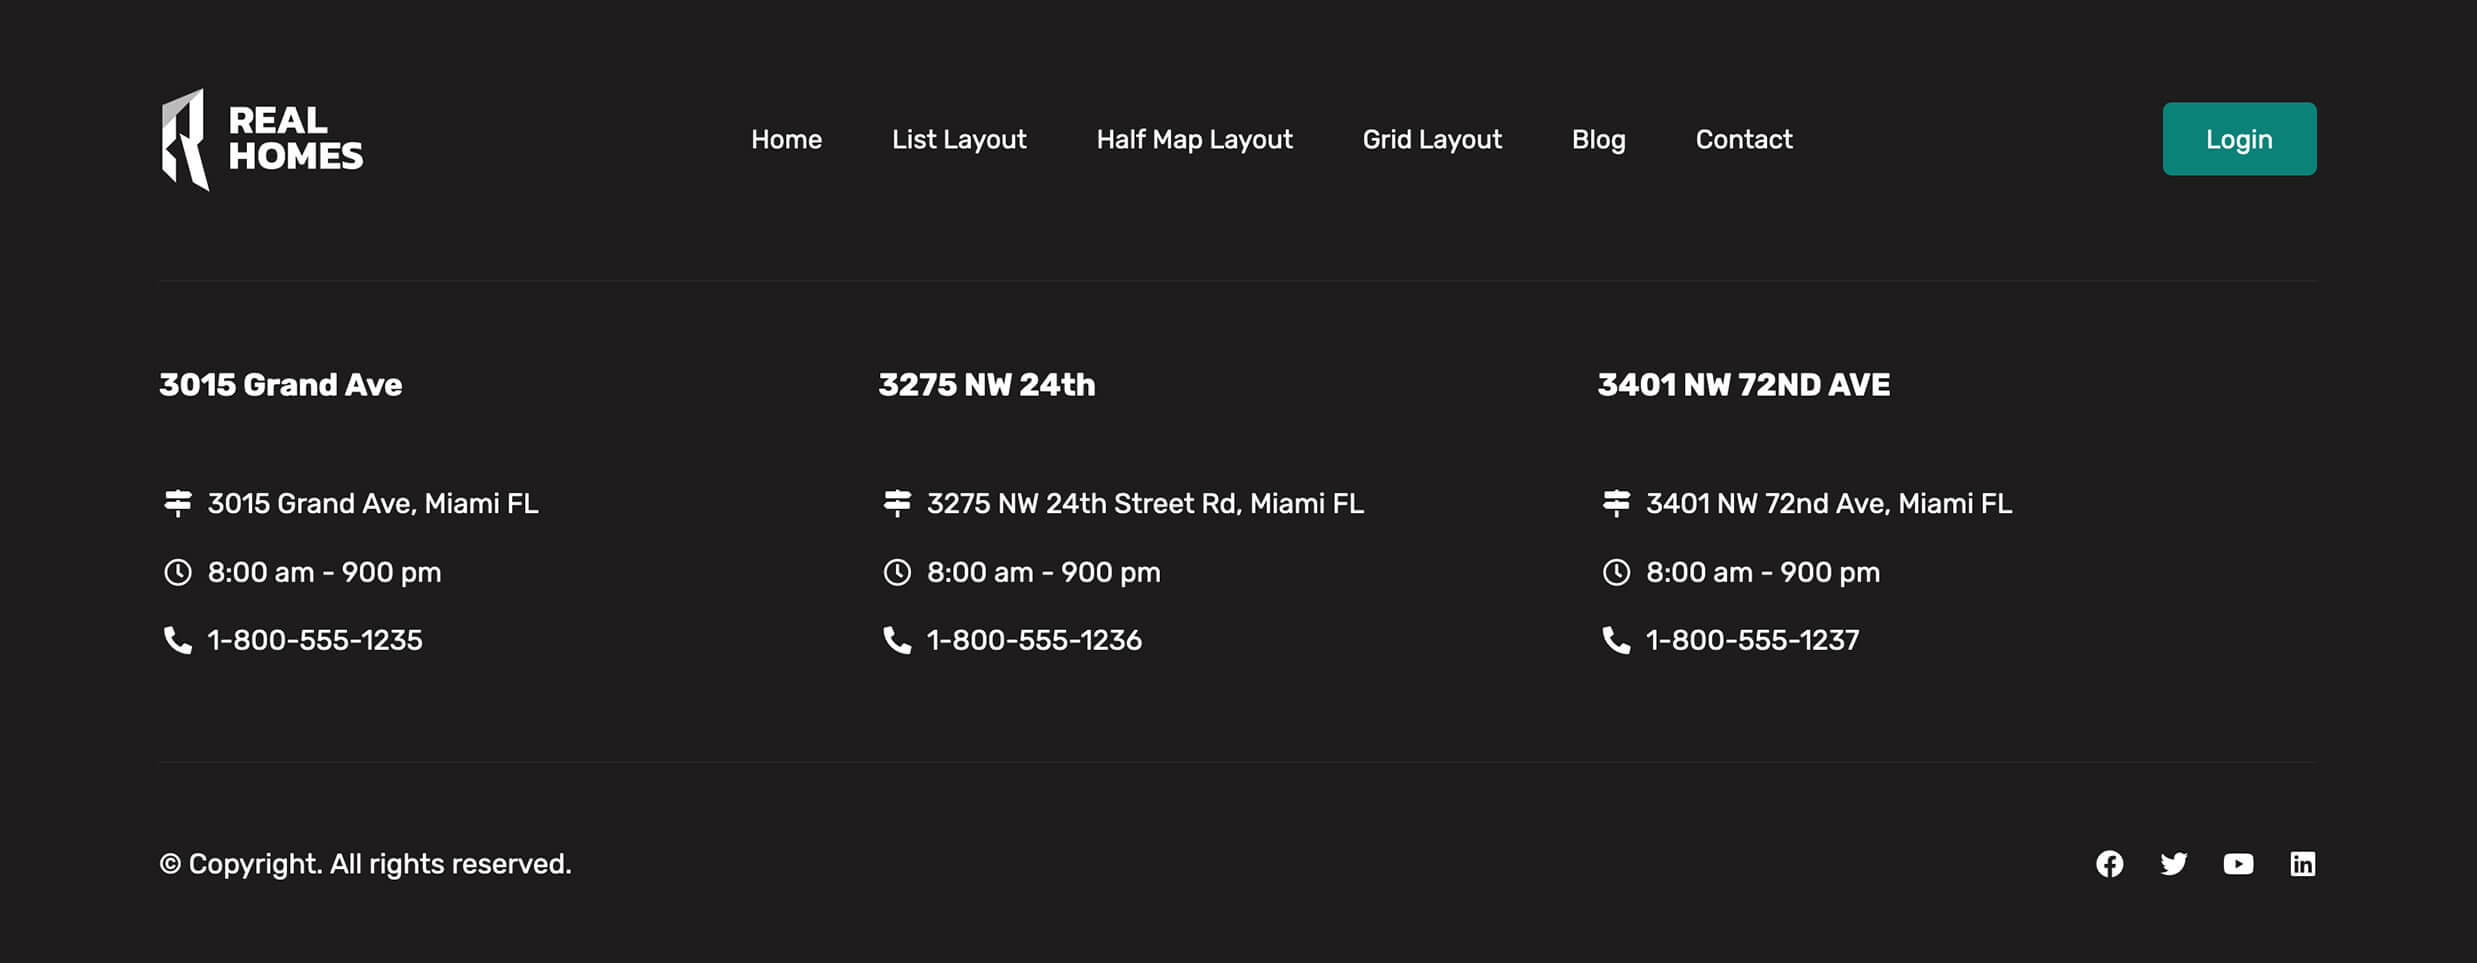 REAL
HOMES
Home List Layout Half Map Layout Grid Layout Blog Contact
Login
3015 Grand Ave
3015 Grand Ave, Miami FL
8:00 am - 900 pm
1-800-555-1235
3275 NW 24th
3275 NW 24th Street Rd, Miami FL
8:00 am - 900 pm
1-800-555-1236
3401 NW 72ND AVE
3401 NW 72nd Ave, Miami FL
8:00 am - 900 pm
1-800-555-1237
© Copyright. All rights reserved.